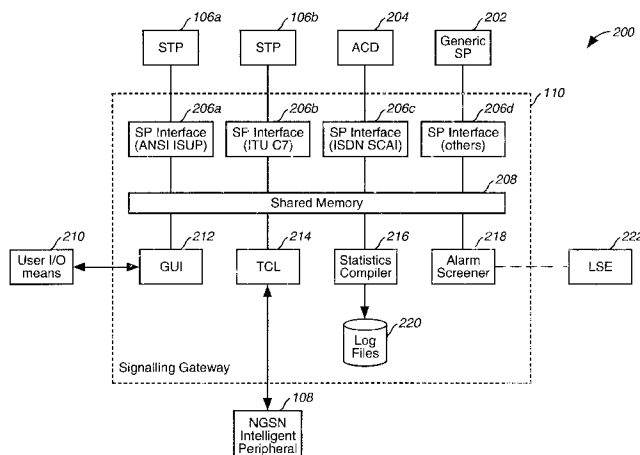 106a 106b 204 202 200
STP STP ACD Generic SP
110
206a 206b 206c 206d
SP Interface (ANSI ISUP) SP Interface (ITU C7) SP Interface (ISDN SCAI) SP Interface (others)
208
Shared Memory
210 212 214 216 218 222
User I/O means GUI TCL Statistics Compiler Alarm Screener LSE
220
Log Files
Signalling Gateway
108
NGSN
Intelligent
Peripheral